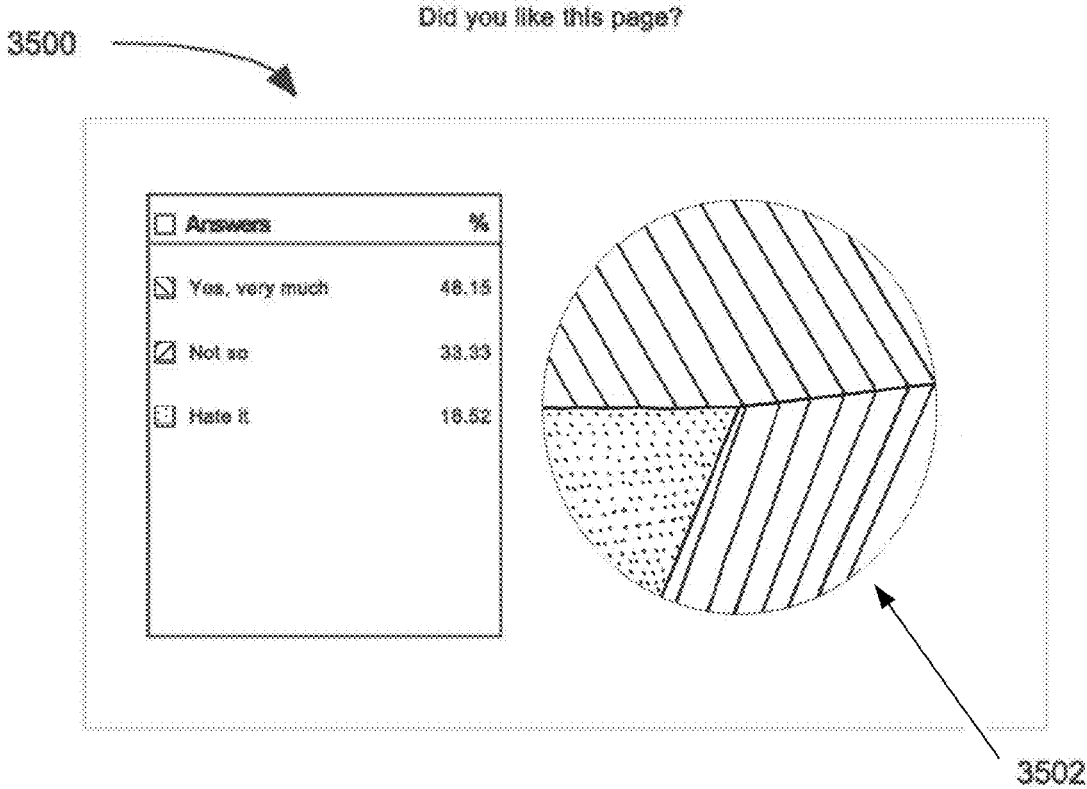 Did you like this page?
3500
Answers %
Yes, very much 48.15
Not so 33.33
Hate it 18.52
3502